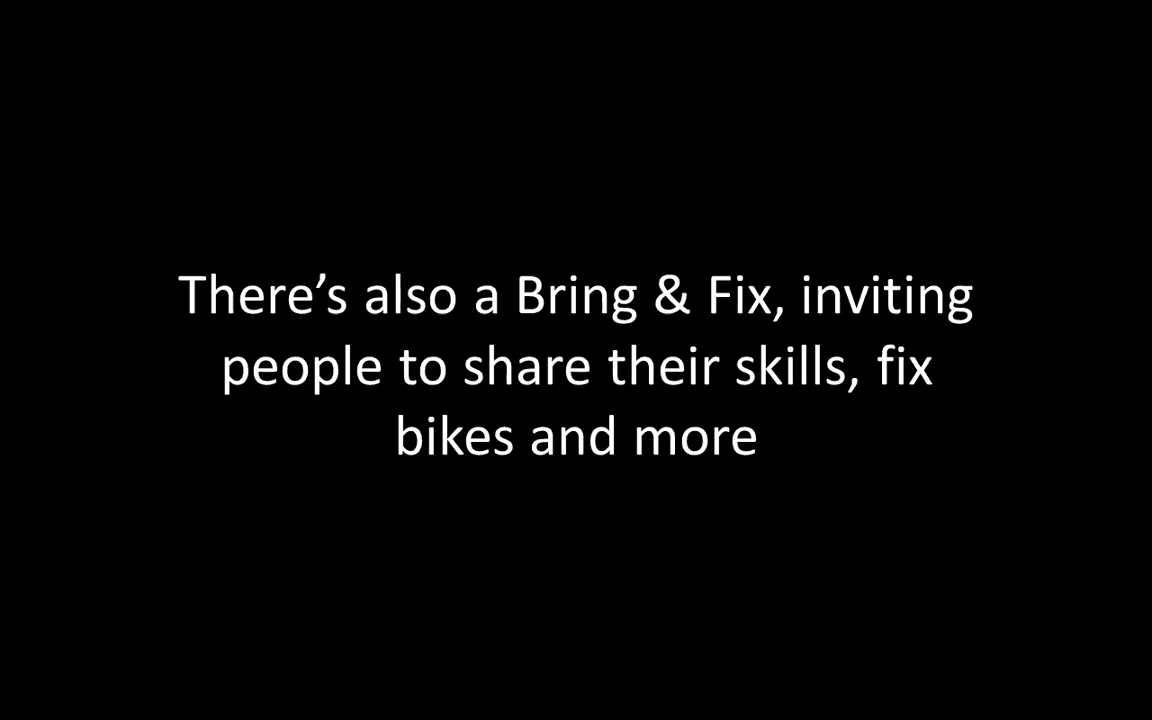 There’s also a Bring & Fix, inviting
people to share their skills, fix
bikes and more